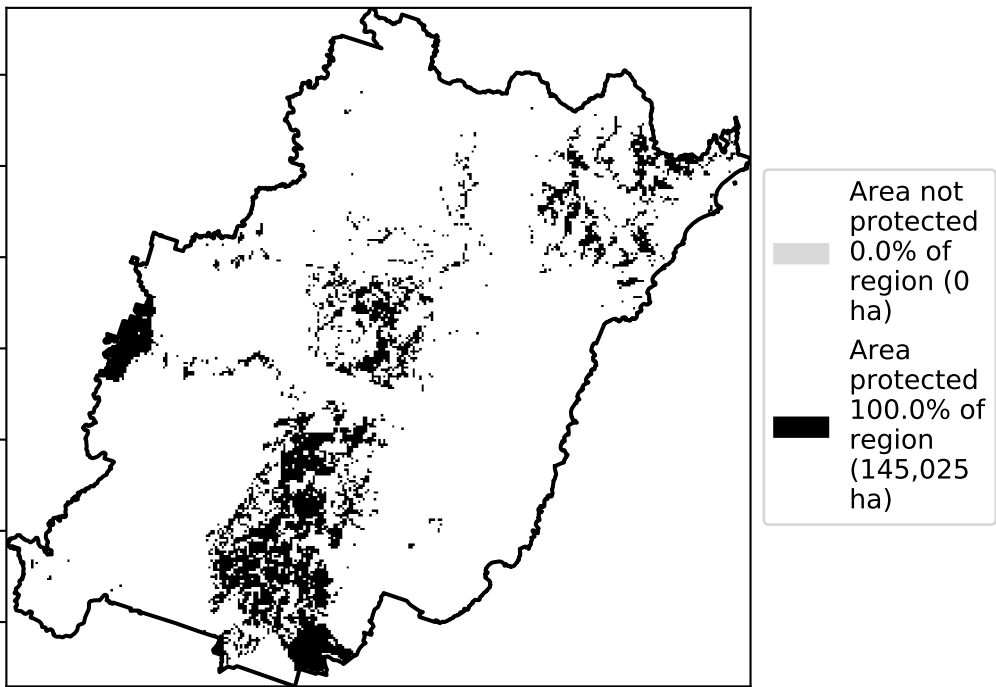 Area not
protected
0.0% of
region (0
ha)
Area
protected
100.0% of
region
(145,025
ha)